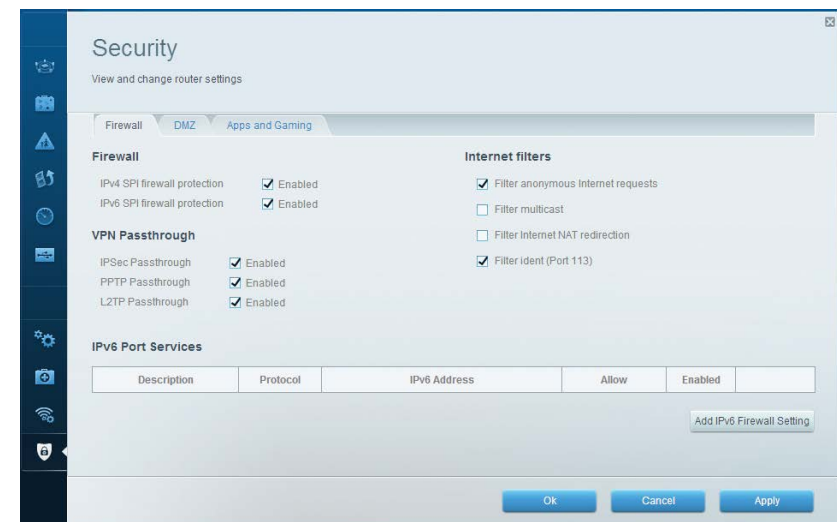 Security
View and change router settings
Firewall DMZ Apps and Gaming
Firewall
IPv4 SPI firewall protection Enabled
IPv6 SPI firewall protection Enabled
VPN Passthrough
IPSec Passthrough Enabled
PPTP Passthrough Enabled
L2TP Passthrough Enabled
Internet filters
Filter anonymous Internet requests
Filter multicast
Filter Internet NAT redirection
Filter ident (Port 113)
IPv6 Port Services
Description Protocol IPv6 Address Allow Enabled
Add IPv6 Firewall Setting
Ok Cancel Apply